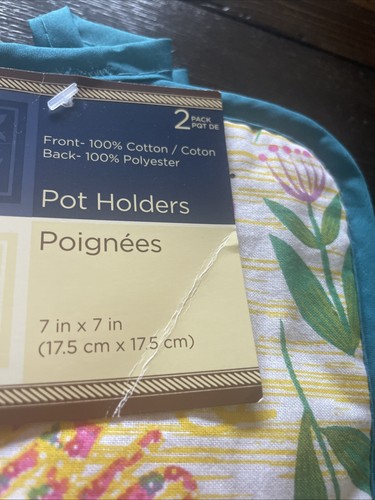 2 PACK
PQT DE
Front- 100% Cotton / Coton
Back- 100% Polyester
Pot Holders
Poignées
7 in x 7 in
(17.5 cm x 17.5 cm)